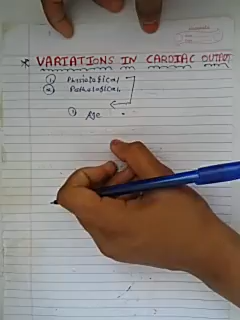 * VARIATIONS IN CARDIAC OUTPUT
① Physiological
② Pathological.
① Age